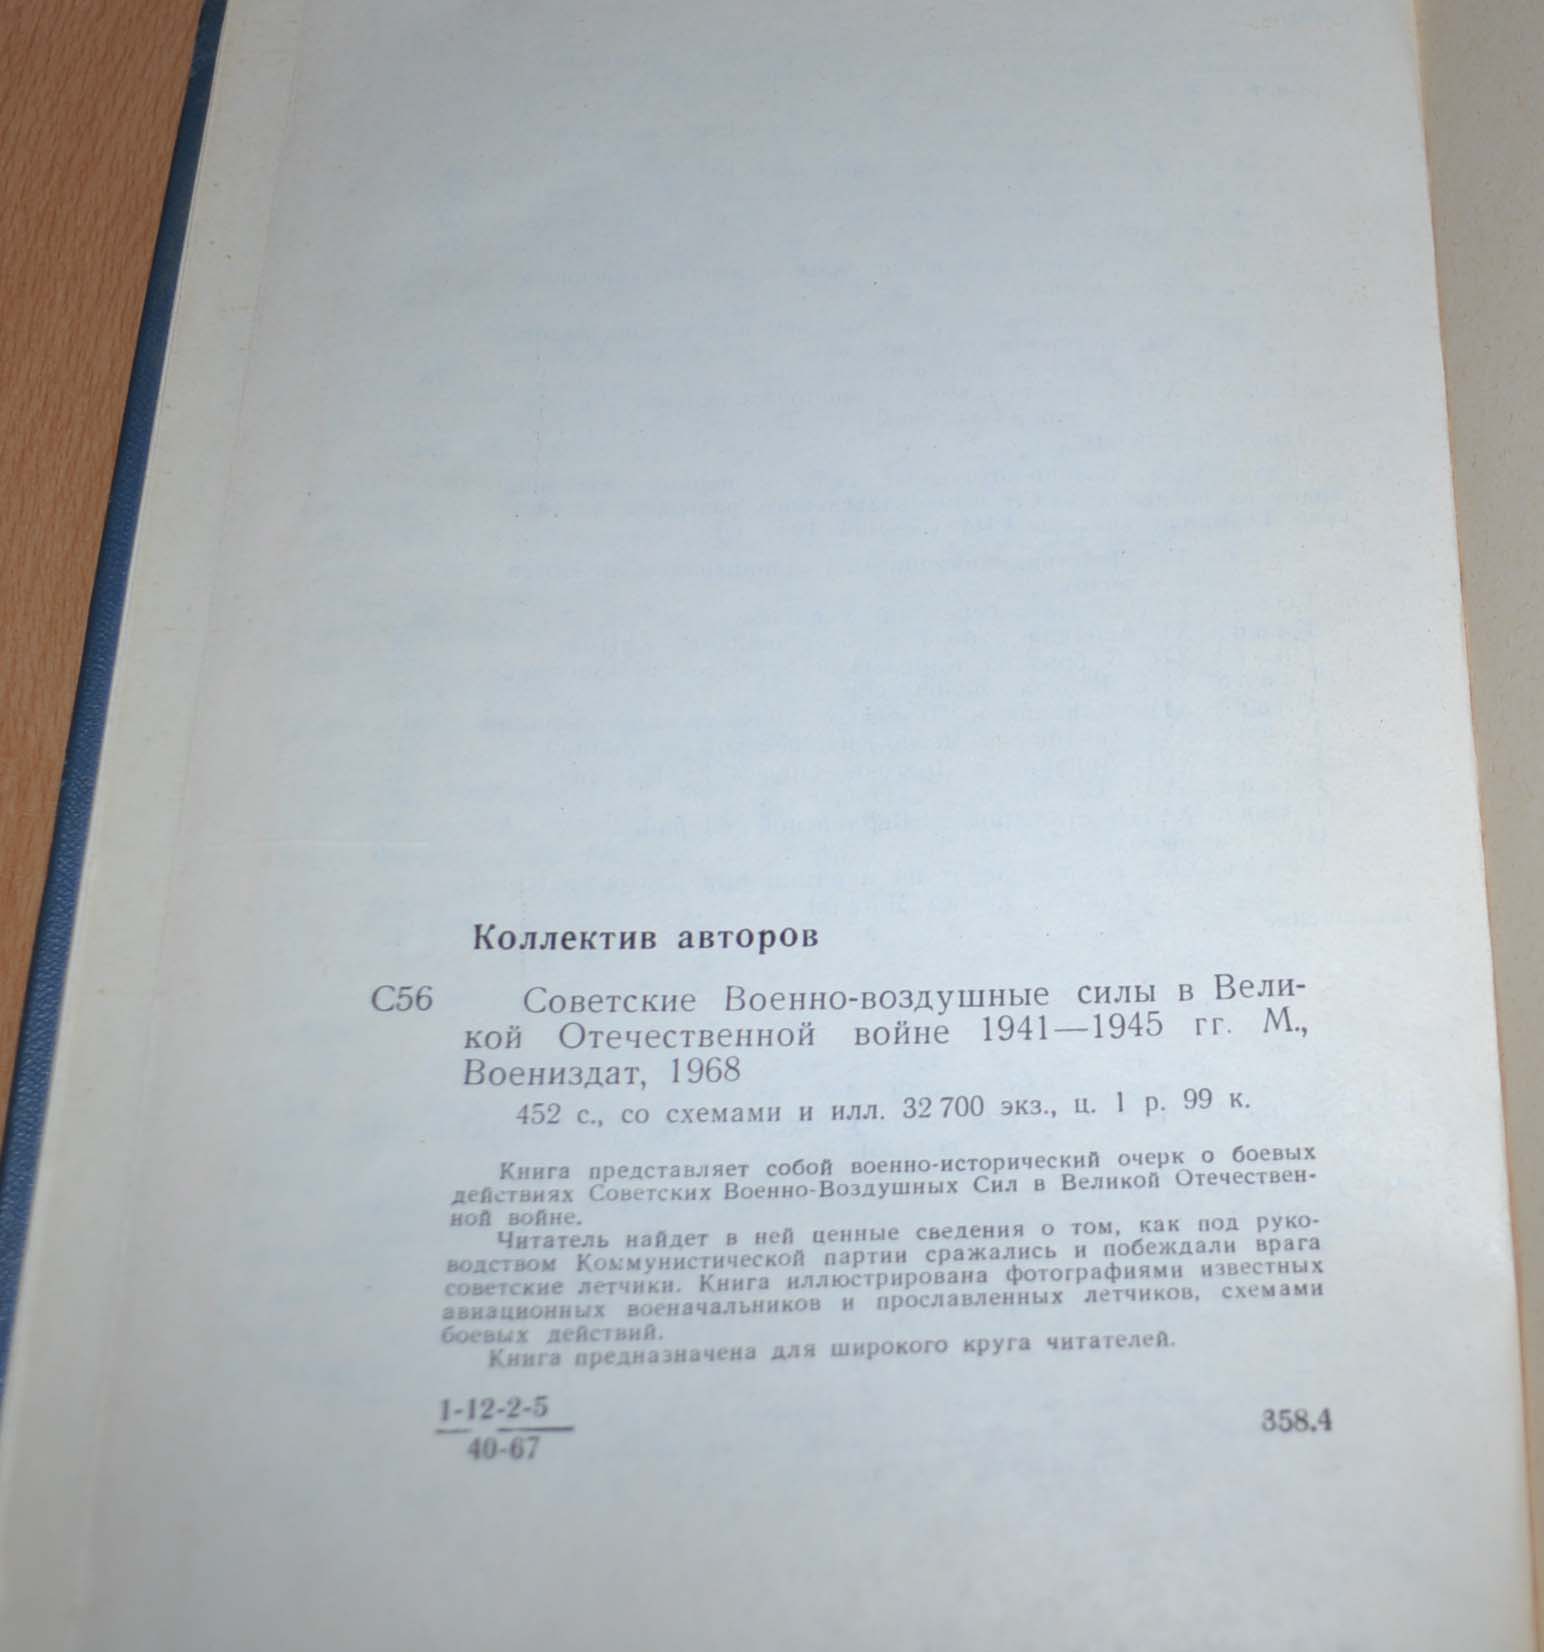 Коллектив авторов
С56 Советские Военно-воздушные силы в Вели-
кой Отечественной войне 1941—1945 гг. М.,
Воениздат, 1968
452 с., со схемами и илл. 32 700 экз., ц. 1 р. 99 к.
Книга представляет собой военно-исторический очерк о боевых
действиях Советских Военно-Воздушных Сил в Великой Отечествен-
ной войне.
Читатель найдет в ней ценные сведения о том, как под руко-
водством Коммунистической партии сражались и побеждали врага
советские летчики. Книга иллюстрирована фотографиями известных
авиационных военачальников и прославленных летчиков, схемами
боевых действий.
Книга предназначена для широкого круга читателей.
1-12-2-5
40-67
358.4